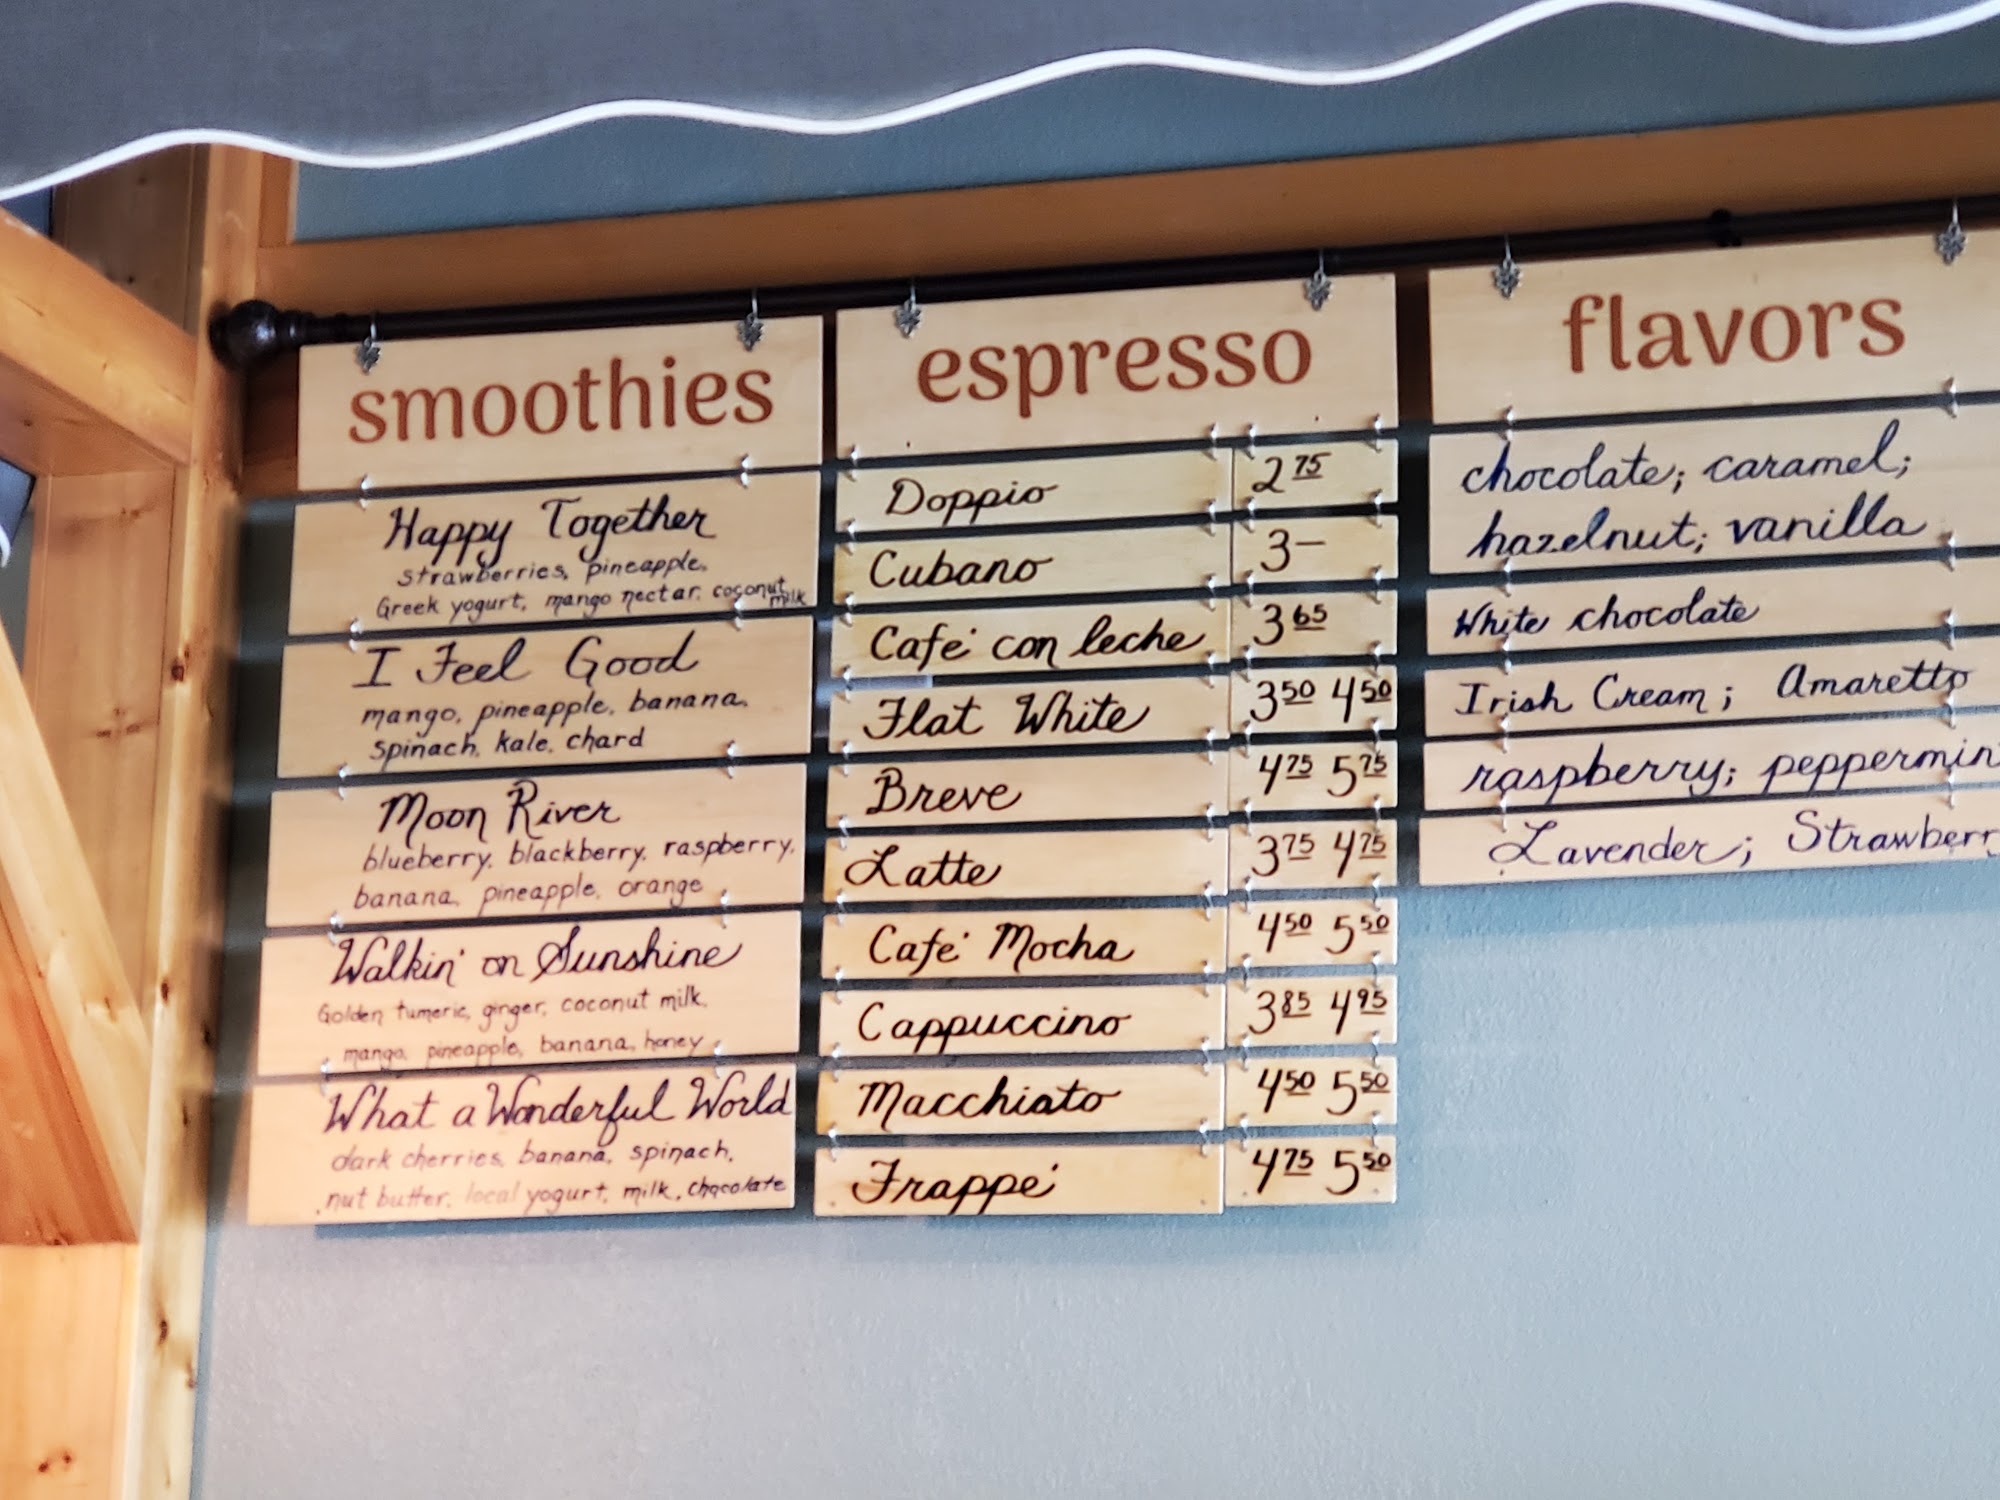 smoothies
Happy Together
strawberries, pineapple,
Greek yogurt, mango nectar, coconut milk
I Feel Good
mango, pineapple, banana,
spinach, kale, chard
Moon River
blueberry, blackberry, raspberry,
banana, pineapple, orange
Walkin' on Sunshine
Golden tumeric, ginger, coconut milk,
mango, pineapple, banana, honey
What a Wonderful World
dark cherries, banana, spinach,
nut butter, local yogurt, milk, chocolate
espresso
Doppio 2 75
Cubano 3—
Café con leche 3 65
Flat White 3 50 4 50
Breve 4 75 5 75
Latte 3 75 4 75
Café Mocha 4 50 5 50
Cappuccino 3 85 4 95
Macchiato 4 50 5 50
Frappé 4 75 5 50
flavors
chocolate; caramel;
hazelnut; vanilla
White chocolate
Irish Cream; Amaretto
raspberry; peppermin
Lavender; Strawberry